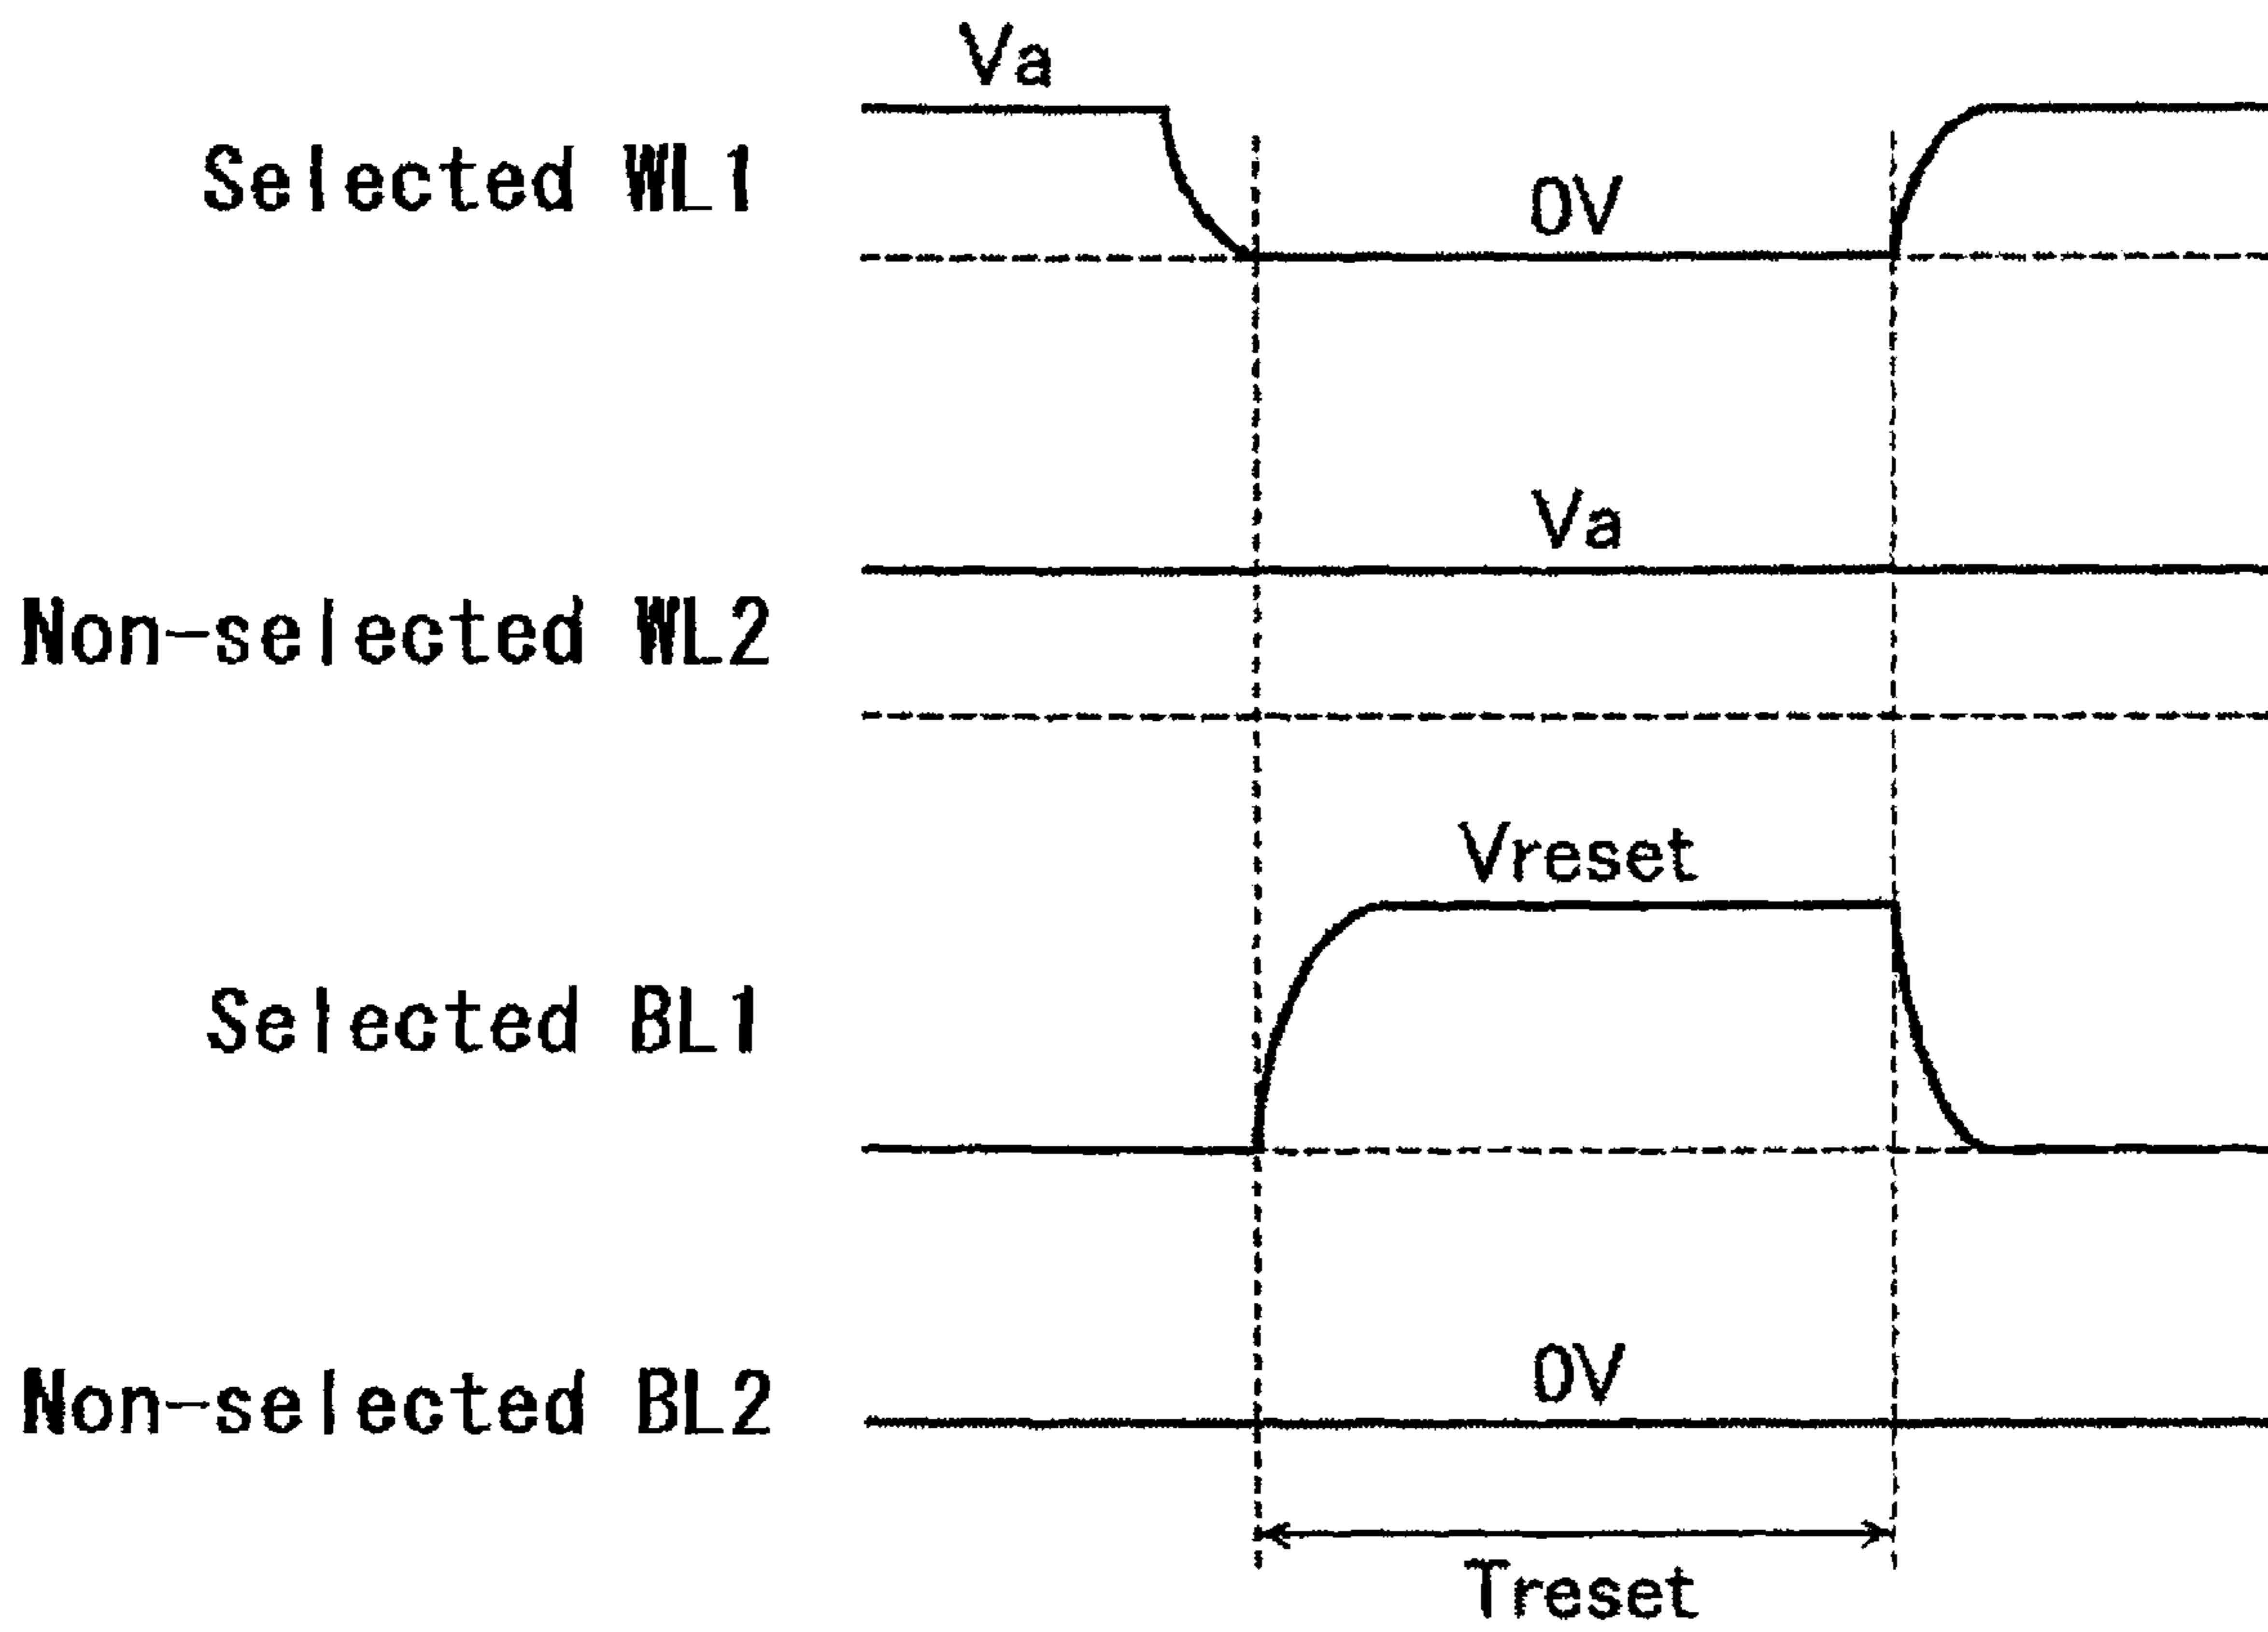 Va
Selected WL1
0V
Va
Non-selected WL2
Vreset
Selected BL1
0V
Non-selected BL2
Treset